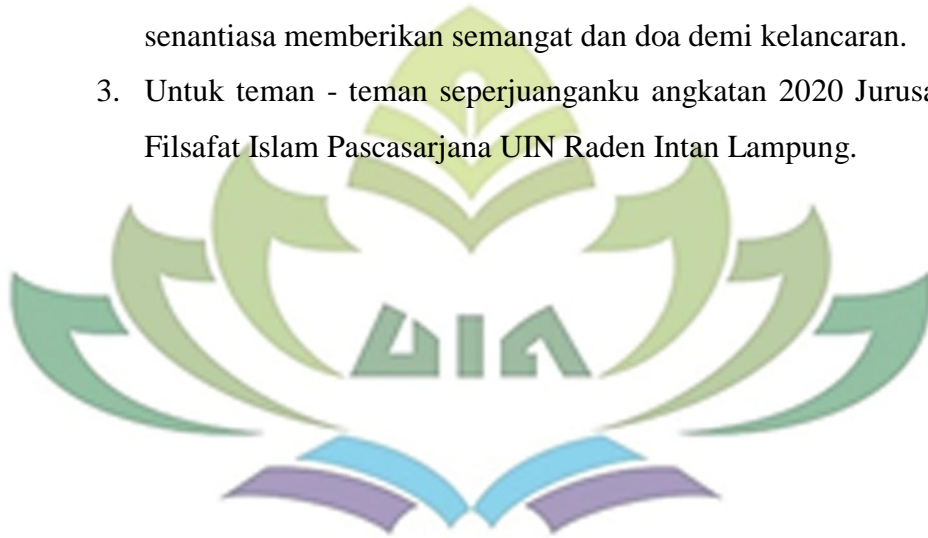 senantiasa memberikan semangat dan doa demi kelancaran.
3. Untuk teman - teman seperjuanganku angkatan 2020 Jurusa
Filsafat Islam Pascasarjana UIN Raden Intan Lampung.
UIN